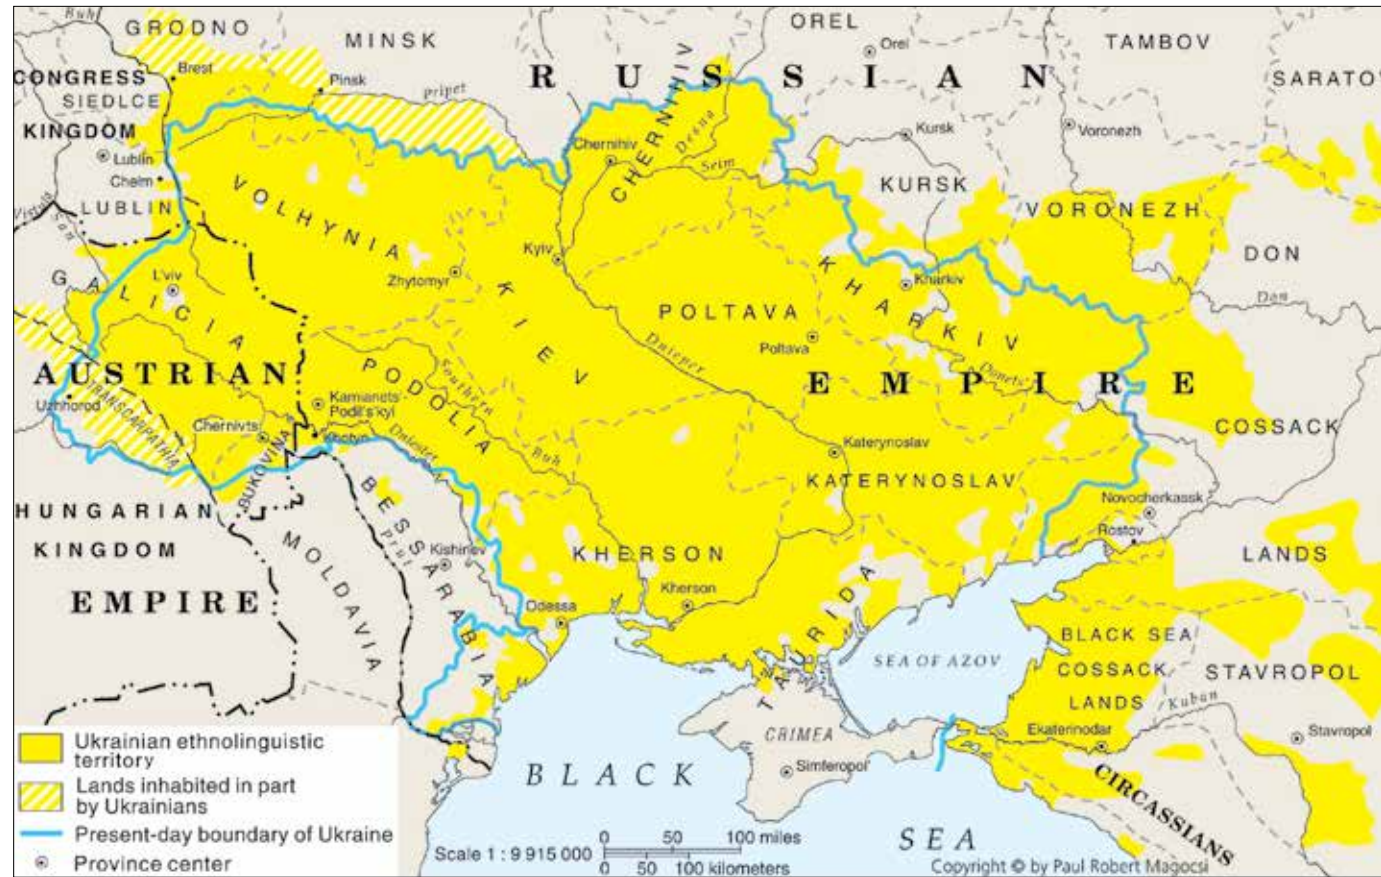 Buh
GRODNO
MINSK
OREL
Orel
TAMBOV
SARATOV
CONGRESS
KINGDOM
SIEDLCE
Brest
Pinsk
Pripet
RUSSIAN
EMPIRE
Lublin
Chelm
LUBLIN
Vistula
San
VOLHYNIA
Chernihiv
CHERNIHIV
Desna
Seim
Kursk
KURSK
Voronezh
VORONEZH
DON
Don
GALICIA
L'viv
Zhytomyr
Kyiv
KIEV
POLTAVA
Poltava
Dnieper
KHARKIV
Kharkiv
Donets
AUSTRIAN
EMPIRE
Uzhhorod
TRANSCARPATHIA
Chernivtsi
BUKOVINA
Kamianets
Podil's'kyi
Khotyn
PODOLIA
Southern
Buh
Dniester
Katerynoslav
KATERYNOSLAV
COSSACK
LANDS
Novocherkassk
Rostov
HUNGARIAN
KINGDOM
MOLDAVIA
BESSARABIA
Prut
Kishinev
Odessa
KHERSON
Kherson
TAURIDA
SEA OF AZOV
CRIMEA
Simferopol
BLACK
SEA
BLACK SEA
COSSACK
LANDS
Ekaterinodar
STAVROPOL
Kuban
Stavropol
CIRCASSIANS
Ukrainian ethnolinguistic
territory
Lands inhabited in part
by Ukrainians
Present-day boundary of Ukraine
Province center
Scale 1 : 9 915 000
0 50 100 miles
0 50 100 kilometers
Copyright © by Paul Robert Magocsi